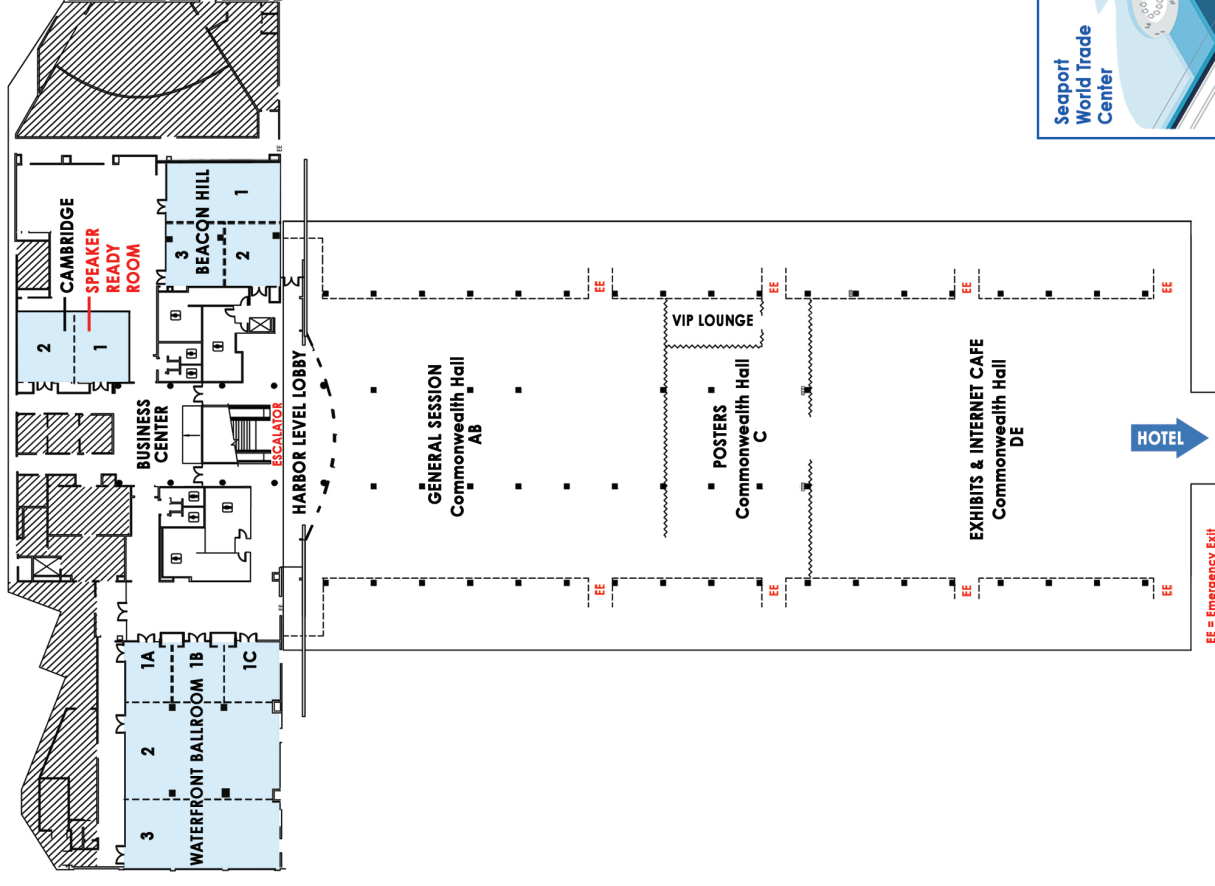 Seaport
World Trade
Center
CAMBRIDGE
SPEAKER
READY
ROOM
2
1
BEACON HILL
1
2
3
EE
BUSINESS
CENTER
ESCALATOR
HARBOR LEVEL LOBBY
GENERAL SESSION
Commonwealth Hall
AB
VIP LOUNGE
POSTERS
Commonwealth Hall
C
EXHIBITS & INTERNET CAFE
Commonwealth Hall
DE
HOTEL
EE
EE
EE
EE
EE
EE
EE
EE
EE
WATERFRONT BALLROOM
1A
1B
1C
2
3
EE = Emergency Exit